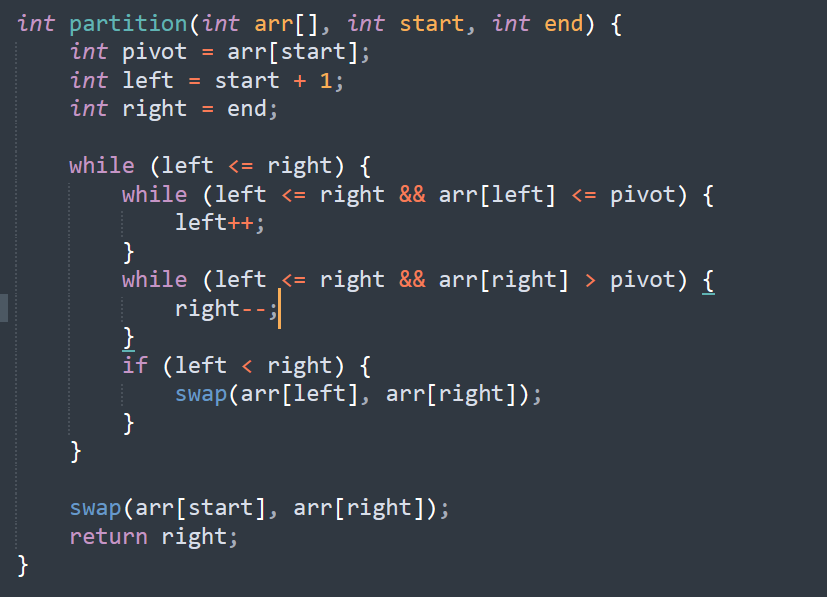 int partition(int arr[], int start, int end) {
    int pivot = arr[start];
    int left = start + 1;
    int right = end;

    while (left <= right) {
        while (left <= right && arr[left] <= pivot) {
            left++;
        }
        while (left <= right && arr[right] > pivot) {
            right--;
        }
        if (left < right) {
            swap(arr[left], arr[right]);
        }
    }

    swap(arr[start], arr[right]);
    return right;
}